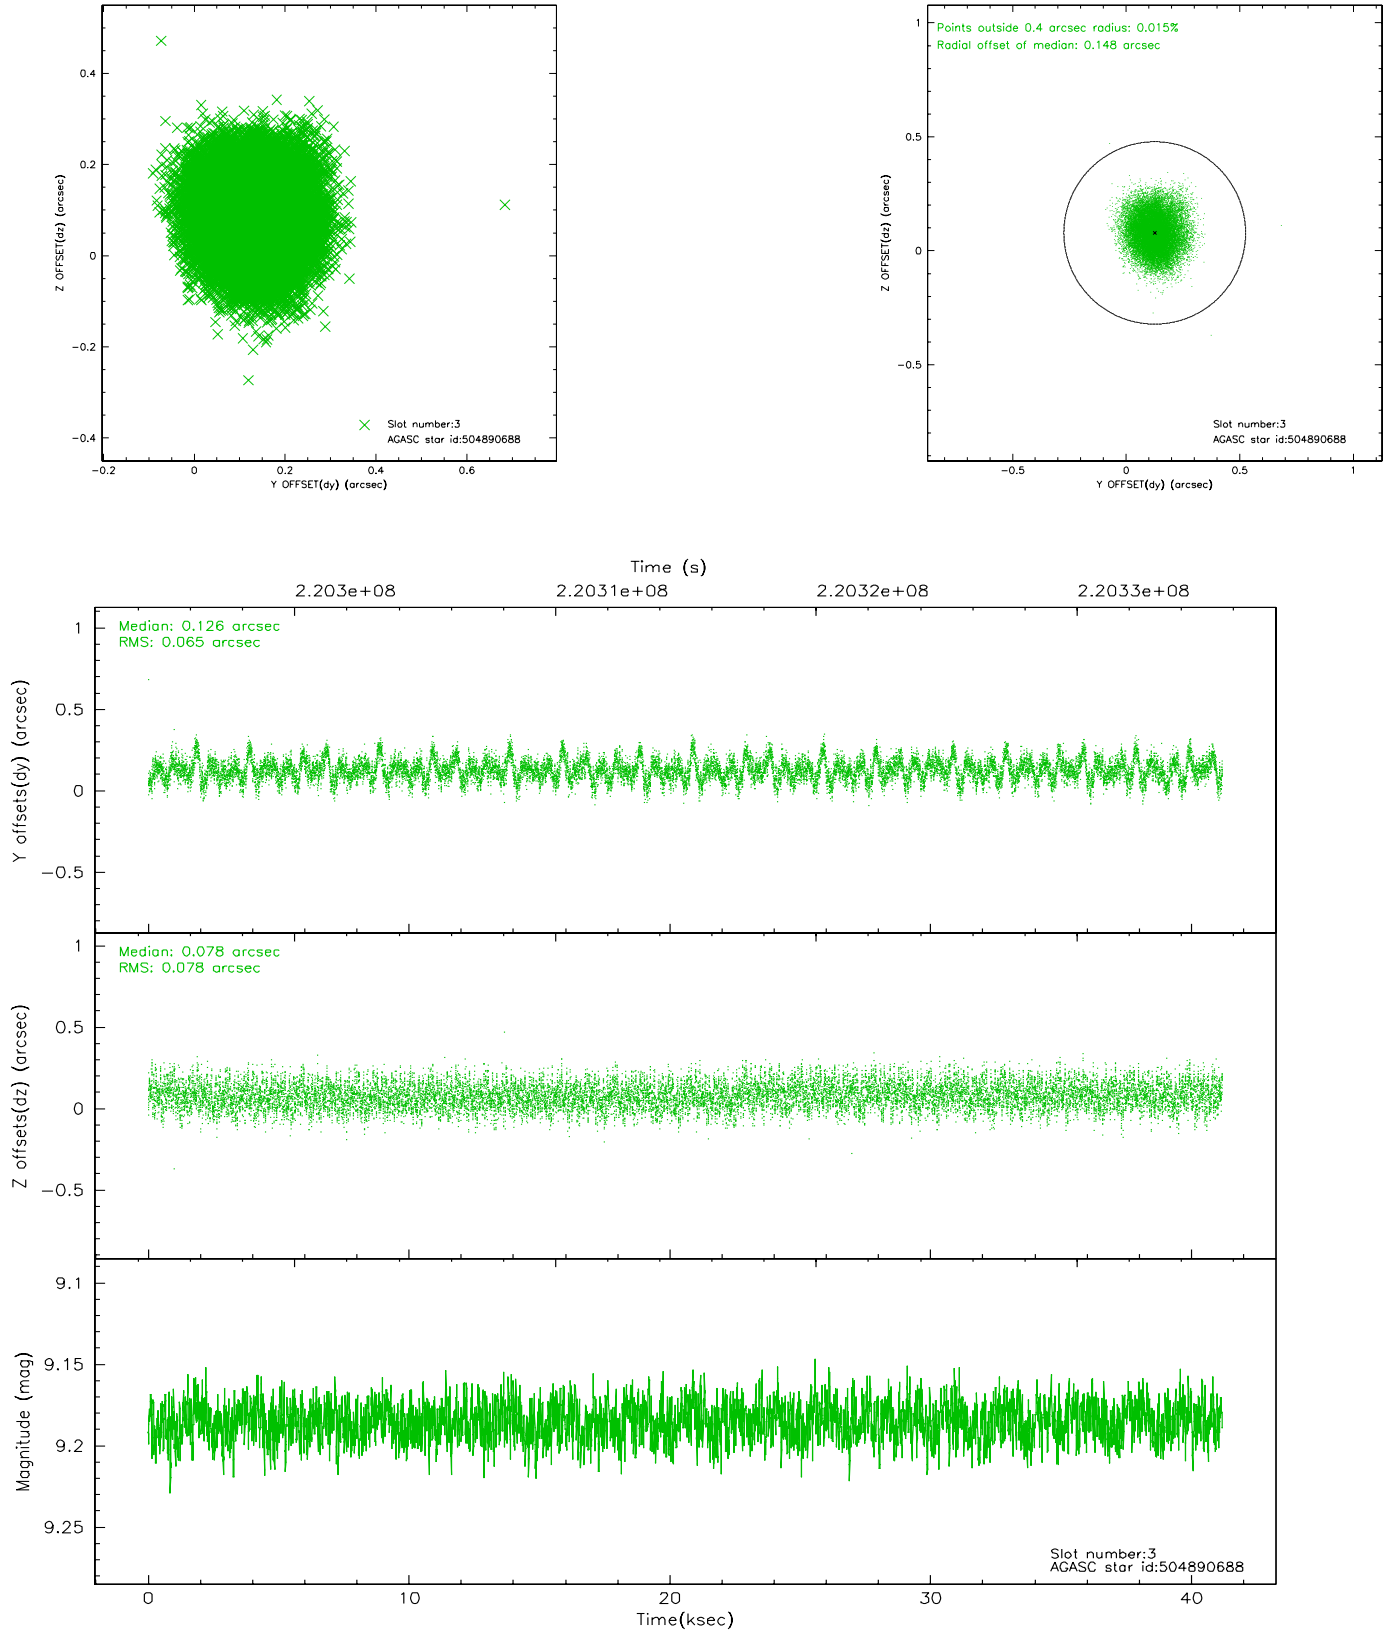 0.4
0.2
0
−0.2
−0.4
Z OFFSET(dz) (arcsec)
Slot number:3
AGASC star id:504890688
−0.2
0
0.2
0.4
0.6
Y OFFSET(dy) (arcsec)
Points outside 0.4 arcsec radius: 0.015%
Radial offset of median: 0.148 arcsec
1
0.5
0
−0.5
Z OFFSET(dz) (arcsec)
Slot number:3
AGASC star id:504890688
−0.5
0
0.5
1
Y OFFSET(dy) (arcsec)
Time (s)
2.203e+08
2.2031e+08
2.2032e+08
2.2033e+08
Median: 0.126 arcsec
RMS: 0.065 arcsec
1
0.5
0
−0.5
Y offsets(dy) (arcsec)
Median: 0.078 arcsec
RMS: 0.078 arcsec
1
0.5
0
−0.5
Z offsets(dz) (arcsec)
9.1
9.15
9.2
9.25
Magnitude (mag)
Slot number:3
AGASC star id:504890688
0
10
20
30
40
Time(ksec)